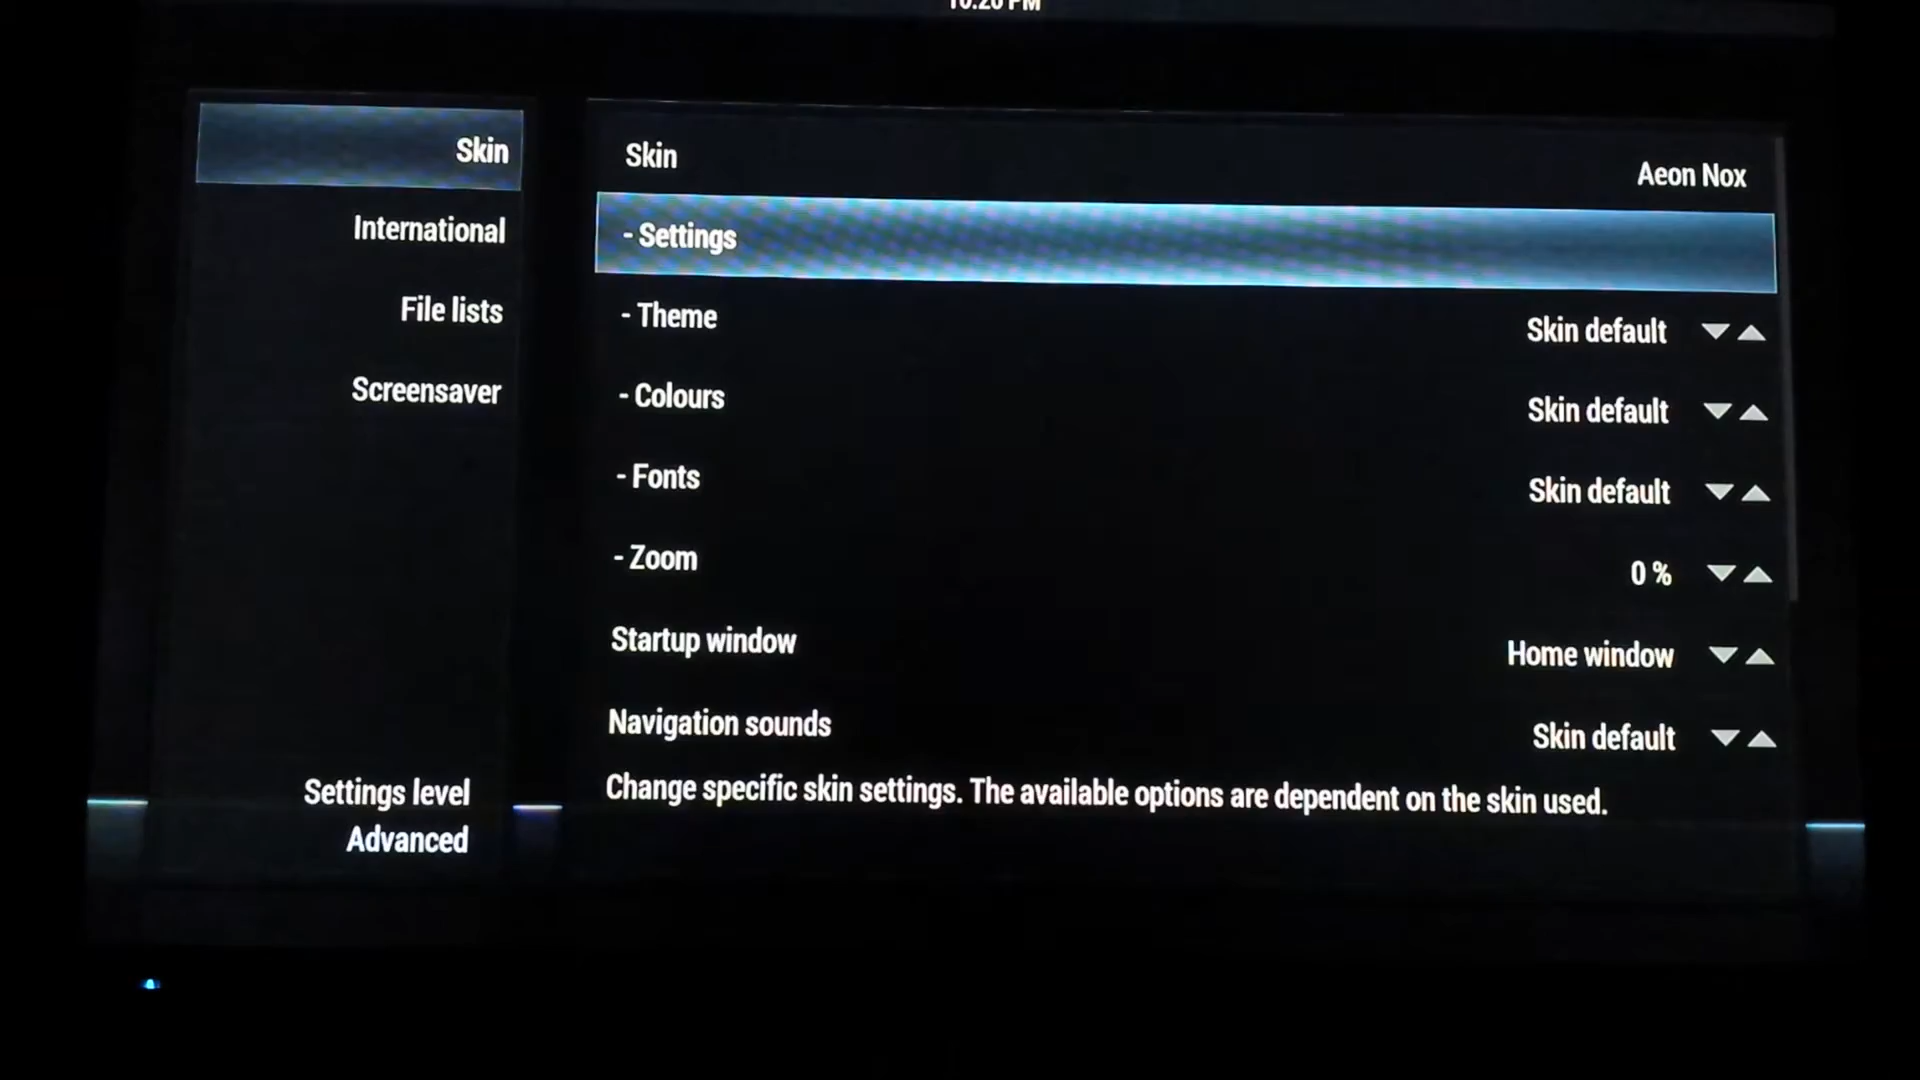 Skin
International
File lists
Screensaver
Settings level
Advanced
Skin Aeon Nox
- Settings
- Theme Skin default
- Colours Skin default
- Fonts Skin default
- Zoom 0 %
Startup window Home window
Navigation sounds Skin default
Change specific skin settings. The available options are dependent on the skin used.